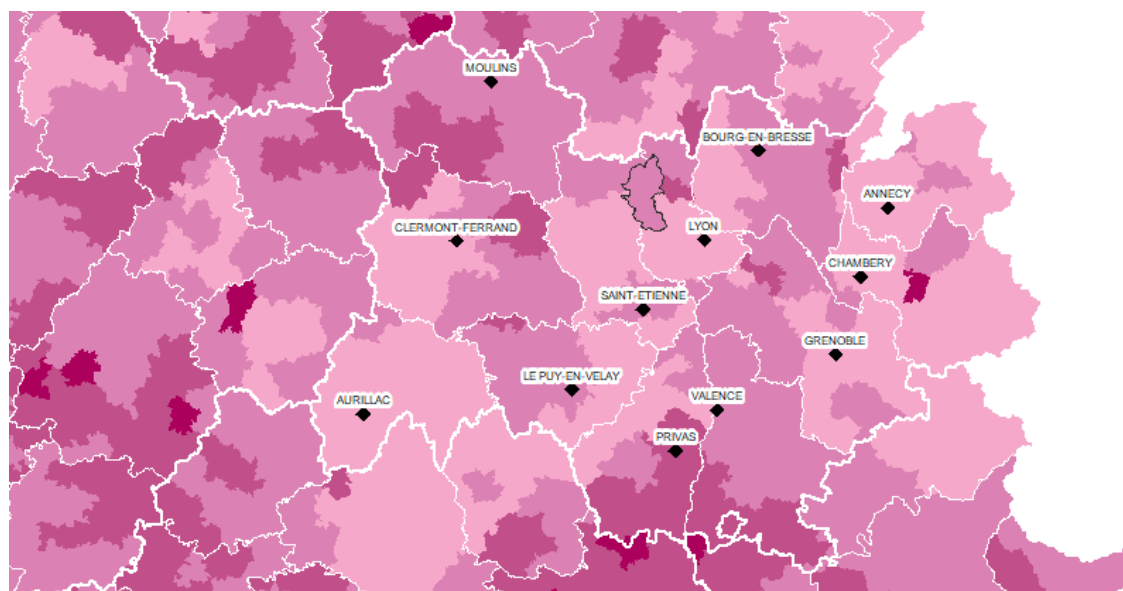 MOULINS
BOURG-EN-BRESSE
ANNECY
CLERMONT-FERRAND
LYON
CHAMBERY
SAINT-ETIENNE
GRENOBLE
LE PUY-EN-VELAY
AURILLAC
VALENCE
PRIVAS